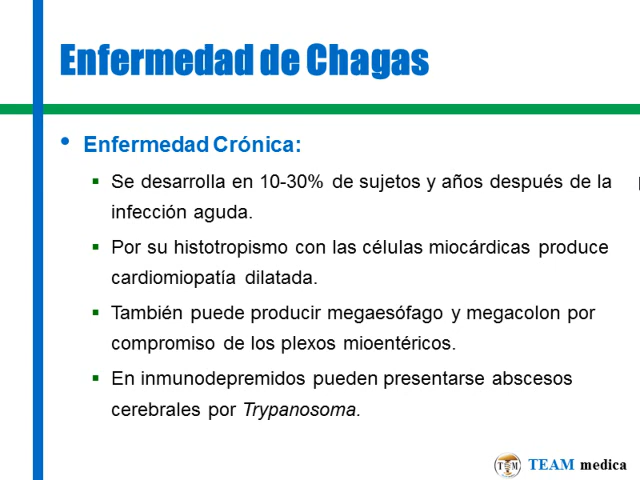 Enfermedad de Chagas
• Enfermedad Crónica:
▪ Se desarrolla en 10-30% de sujetos y años después de la
infección aguda.
▪ Por su histotropismo con las células miocárdicas produce
cardiomiopatía dilatada.
▪ También puede producir megaesófago y megacolon por
compromiso de los plexos mioentéricos.
▪ En inmunodepremidos pueden presentarse abscesos
cerebrales por Trypanosoma.
TEAM medica